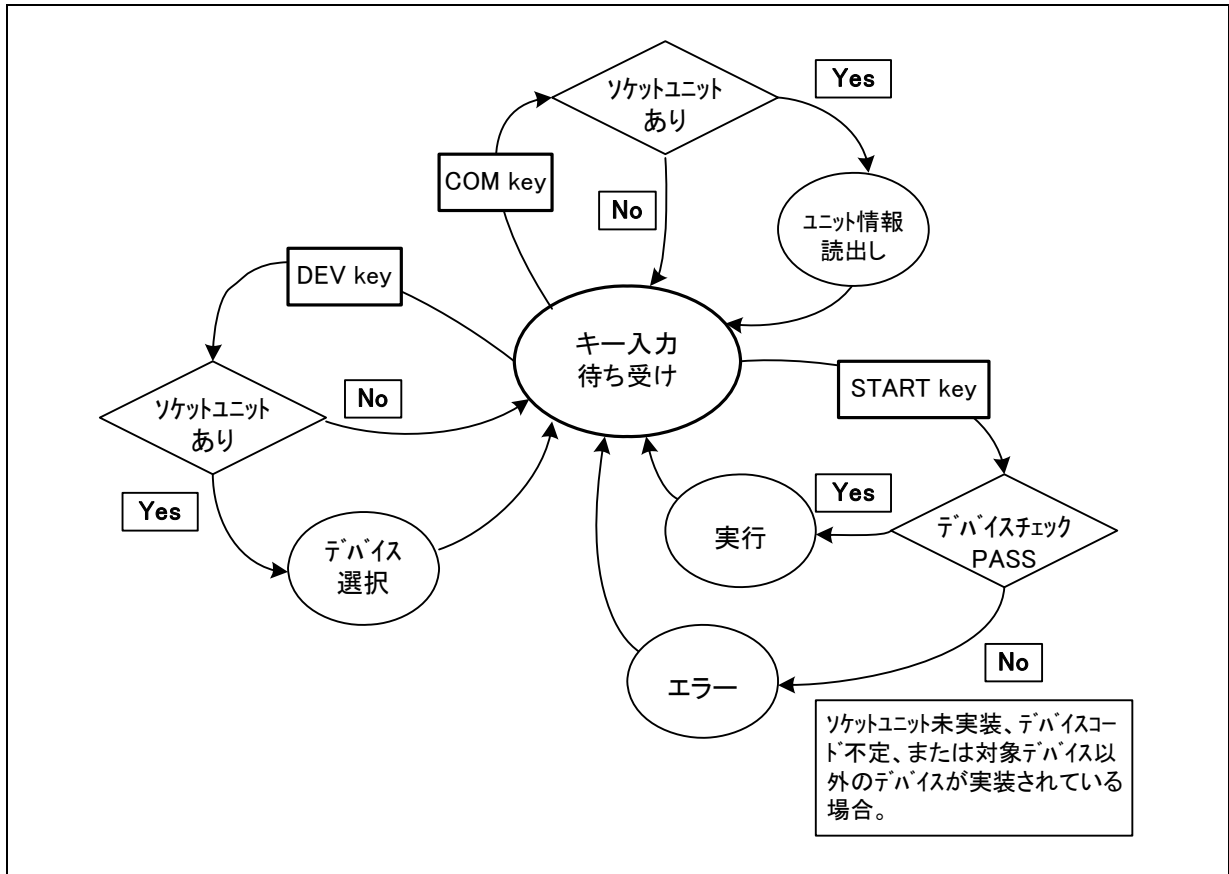 ｿｹｯﾄﾕﾆｯﾄ
あり
Yes
COM key
No
ﾕﾆｯﾄ情報
読出し
DEV key
キー入力
待ち受け
START key
ｿｹｯﾄﾕﾆｯﾄ
あり
No
Yes
ﾃﾞﾊﾞｲｽ
選択
実行
Yes
ﾃﾞﾊﾞｲｽﾁｪｯｸ
PASS
エラー
No
ｿｹｯﾄﾕﾆｯﾄ未実装、ﾃﾞﾊﾞｲｽｺｰ
ﾄﾞ不定、または対象ﾃﾞﾊﾞｲｽ以
外のﾃﾞﾊﾞｲｽが実装されている
場合。